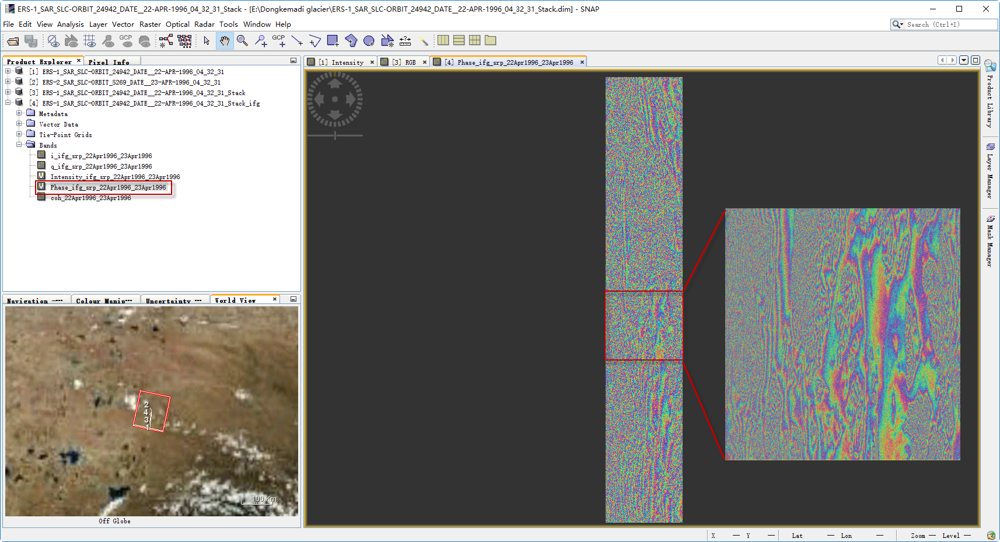 ERS-1_SAR_SLC-ORBIT_24942_DATE__22-APR-1996_04_32_31_Stack - [E:\Dongkemadi glacier\ERS-1_SAR_SLC-ORBIT_24942_DATE__22-APR-1996_04_32_31_Stack.dim] - SNAP
File Edit View Analysis Layer Vector Raster Optical Radar Tools Window Help
Search (Ctrl+I)
GCP GCP
Product Explorer Pixel Info
[1] Intensity [3] RGB [4] Phase_ifg_srp_22Apr1996_23Apr1996
[1] ERS-1_SAR_SLC-ORBIT_24942_DATE__22-APR-1996_04_32_31
[2] ERS-2_SAR_SLC-ORBIT_5269_DATE__23-APR-1996_04_32_31
[3] ERS-1_SAR_SLC-ORBIT_24942_DATE__22-APR-1996_04_32_31_Stack
[4] ERS-1_SAR_SLC-ORBIT_24942_DATE__22-APR-1996_04_32_31_Stack_ifg
Metadata
Vector Data
Tie-Point Grids
Bands
i_ifg_srp_22Apr1996_23Apr1996
q_ifg_srp_22Apr1996_23Apr1996
Intensity_ifg_srp_22Apr1996_23Apr1996
Phase_ifg_srp_22Apr1996_23Apr1996
coh_22Apr1996_23Apr1996
Product Library
Layer Manager
Mask Manager
Navigation -... Colour Manip... Uncertainty ... World View
2
4
3
100 Km
Off Globe
X — Y — Lat — Lon — Zoom — Level —